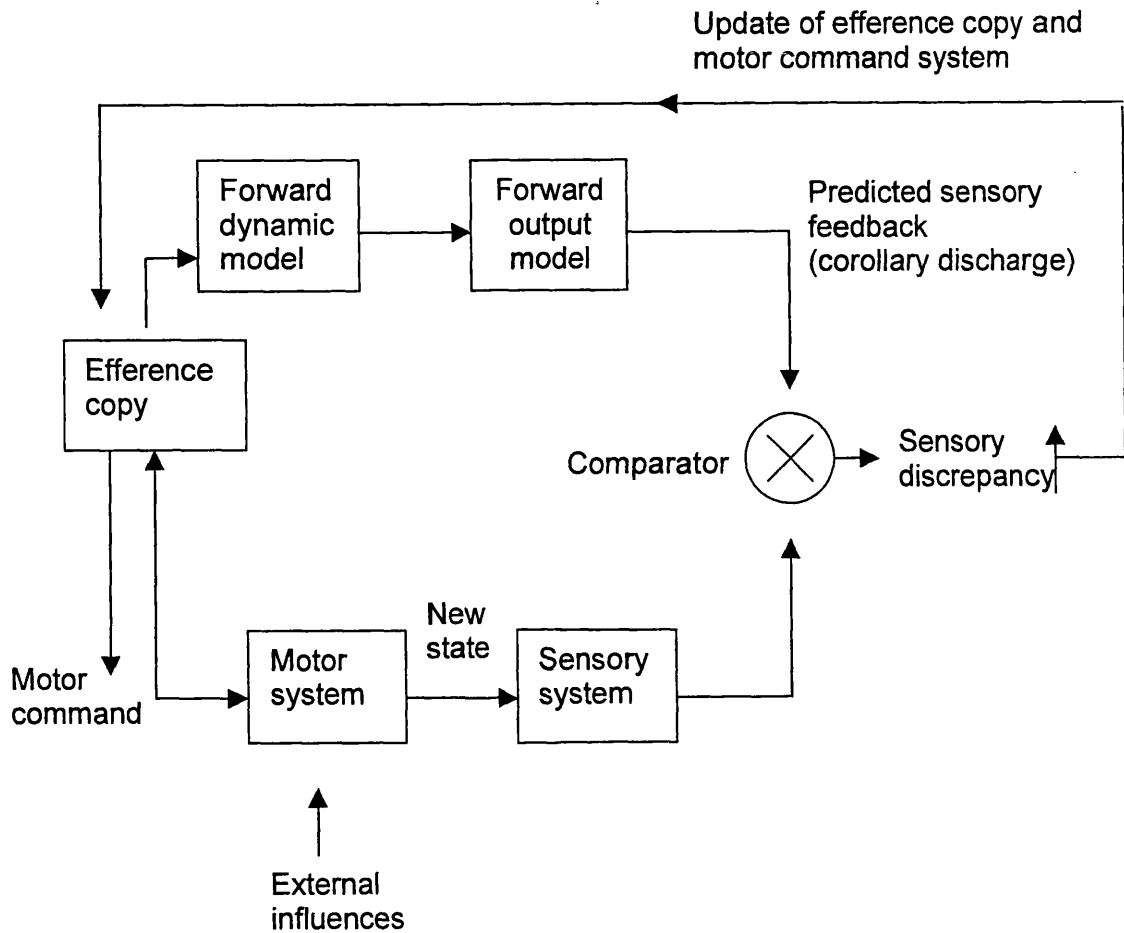 Update of efference copy and
motor command system
Forward
dynamic
model
Forward
output
model
Predicted sensory
feedback
(corollary discharge)
Efference
copy
Comparator
Sensory
discrepancy
Motor
command
Motor
system
New
state
Sensory
system
External
influences